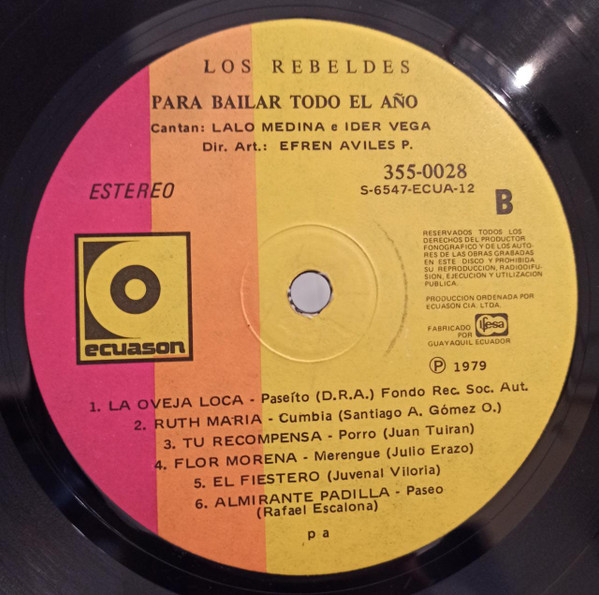 LOS REBELDES
PARA BAILAR TODO EL AÑO
Cantan: LALO MEDINA e IDER VEGA
Dir. Art.: EFREN AVILES P.
ESTEREO
355-0028
S-6547-ECUA-12
B
RESERVADOS TODOS LOS
DERECHOS DEL PRODUCTOR
FONOGRAFICO Y DE LOS AUTO-
RES DE LAS OBRAS GRABADAS
EN ESTE DISCO Y PROHIBIDA
SU REPRODUCCION, RADIODIFU-
SION, EJECUCION Y UTILIZACION
PUBLICA.
PRODUCCION ORDENADA POR
ECUASON CIA. LTDA.
FABRICADO POR ifesa
GUAYAQUIL ECUADOR
ecuason
Ⓟ 1979
1. LA OVEJA LOCA - Paseíto (D.R.A.) Fondo Rec. Soc. Aut.
2. RUTH MARIA - Cumbia (Santiago A. Gómez O.)
3. TU RECOMPENSA - Porro (Juan Tuiran)
4. FLOR MORENA - Merengue (Julio Erazo)
5. EL FIESTERO (Juvenal Viloria)
6. ALMIRANTE PADILLA - Paseo
(Rafael Escalona)
p a